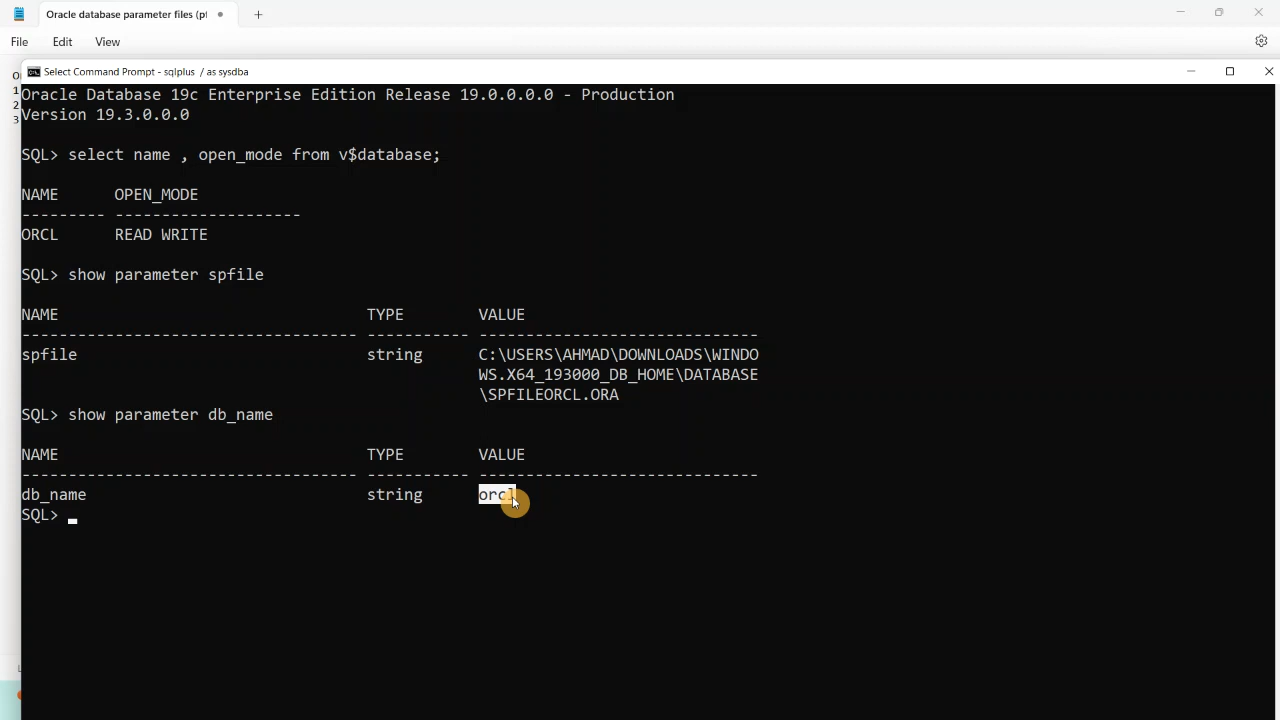 Oracle database parameter files (pf
File Edit View
Select Command Prompt - sqlplus / as sysdba
Oracle Database 19c Enterprise Edition Release 19.0.0.0.0 - Production
Version 19.3.0.0.0
SQL> select name , open_mode from v$database;
NAME OPEN_MODE
--------- --------------------
ORCL READ WRITE
SQL> show parameter spfile
NAME TYPE VALUE
------------------------------------ ----------- ------------------------------
spfile string C:\USERS\AHMAD\DOWNLOADS\WINDO
WS.X64_193000_DB_HOME\DATABASE
\SPFILEORCL.ORA
SQL> show parameter db_name
NAME TYPE VALUE
------------------------------------ ----------- ------------------------------
db_name string orcl
SQL>